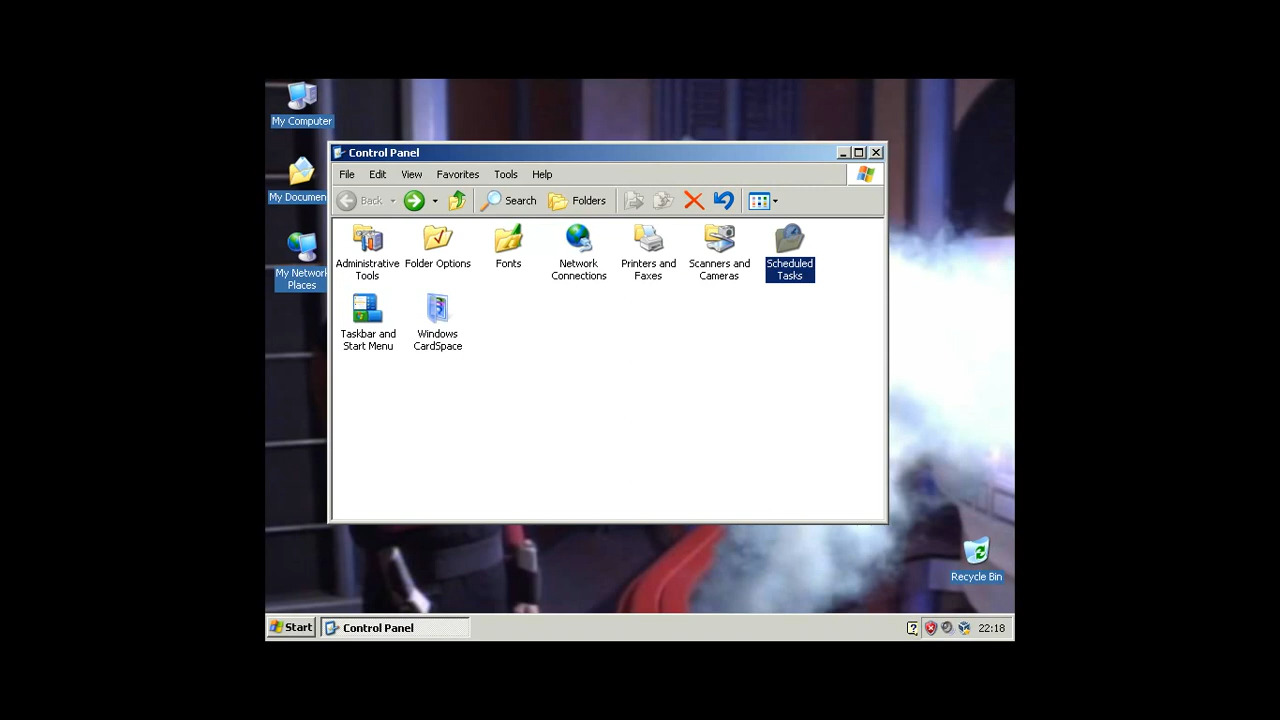 My Computer
My Documen
My Network
Places
Control Panel
File Edit View Favorites Tools Help
Back Search Folders
Administrative
Tools
Folder Options
Fonts
Network
Connections
Printers and
Faxes
Scanners and
Cameras
Scheduled
Tasks
Taskbar and
Start Menu
Windows
CardSpace
Recycle Bin
Start Control Panel 22:18